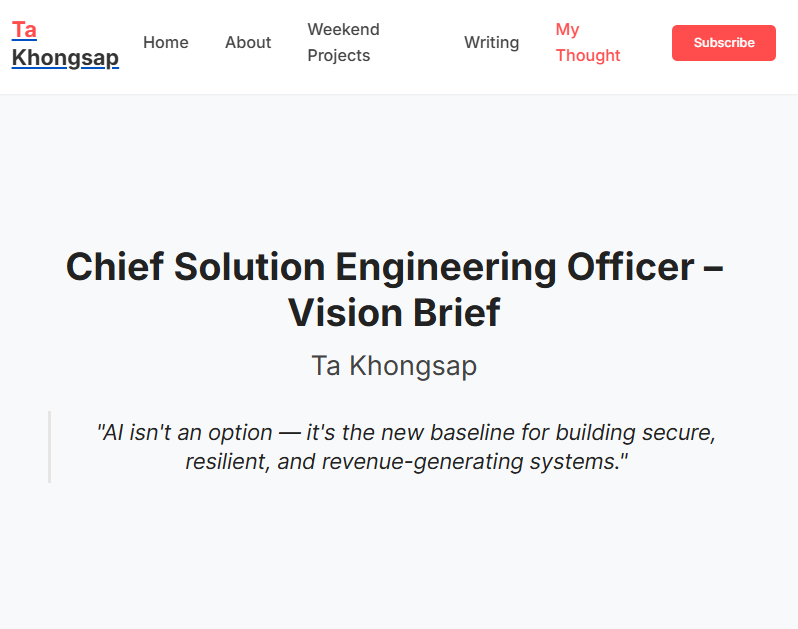 Ta
Khongsap
Home
About
Weekend
Projects
Writing
My
Thought
Subscribe
Chief Solution Engineering Officer –
Vision Brief
Ta Khongsap
"AI isn't an option — it's the new baseline for building secure,
resilient, and revenue-generating systems."